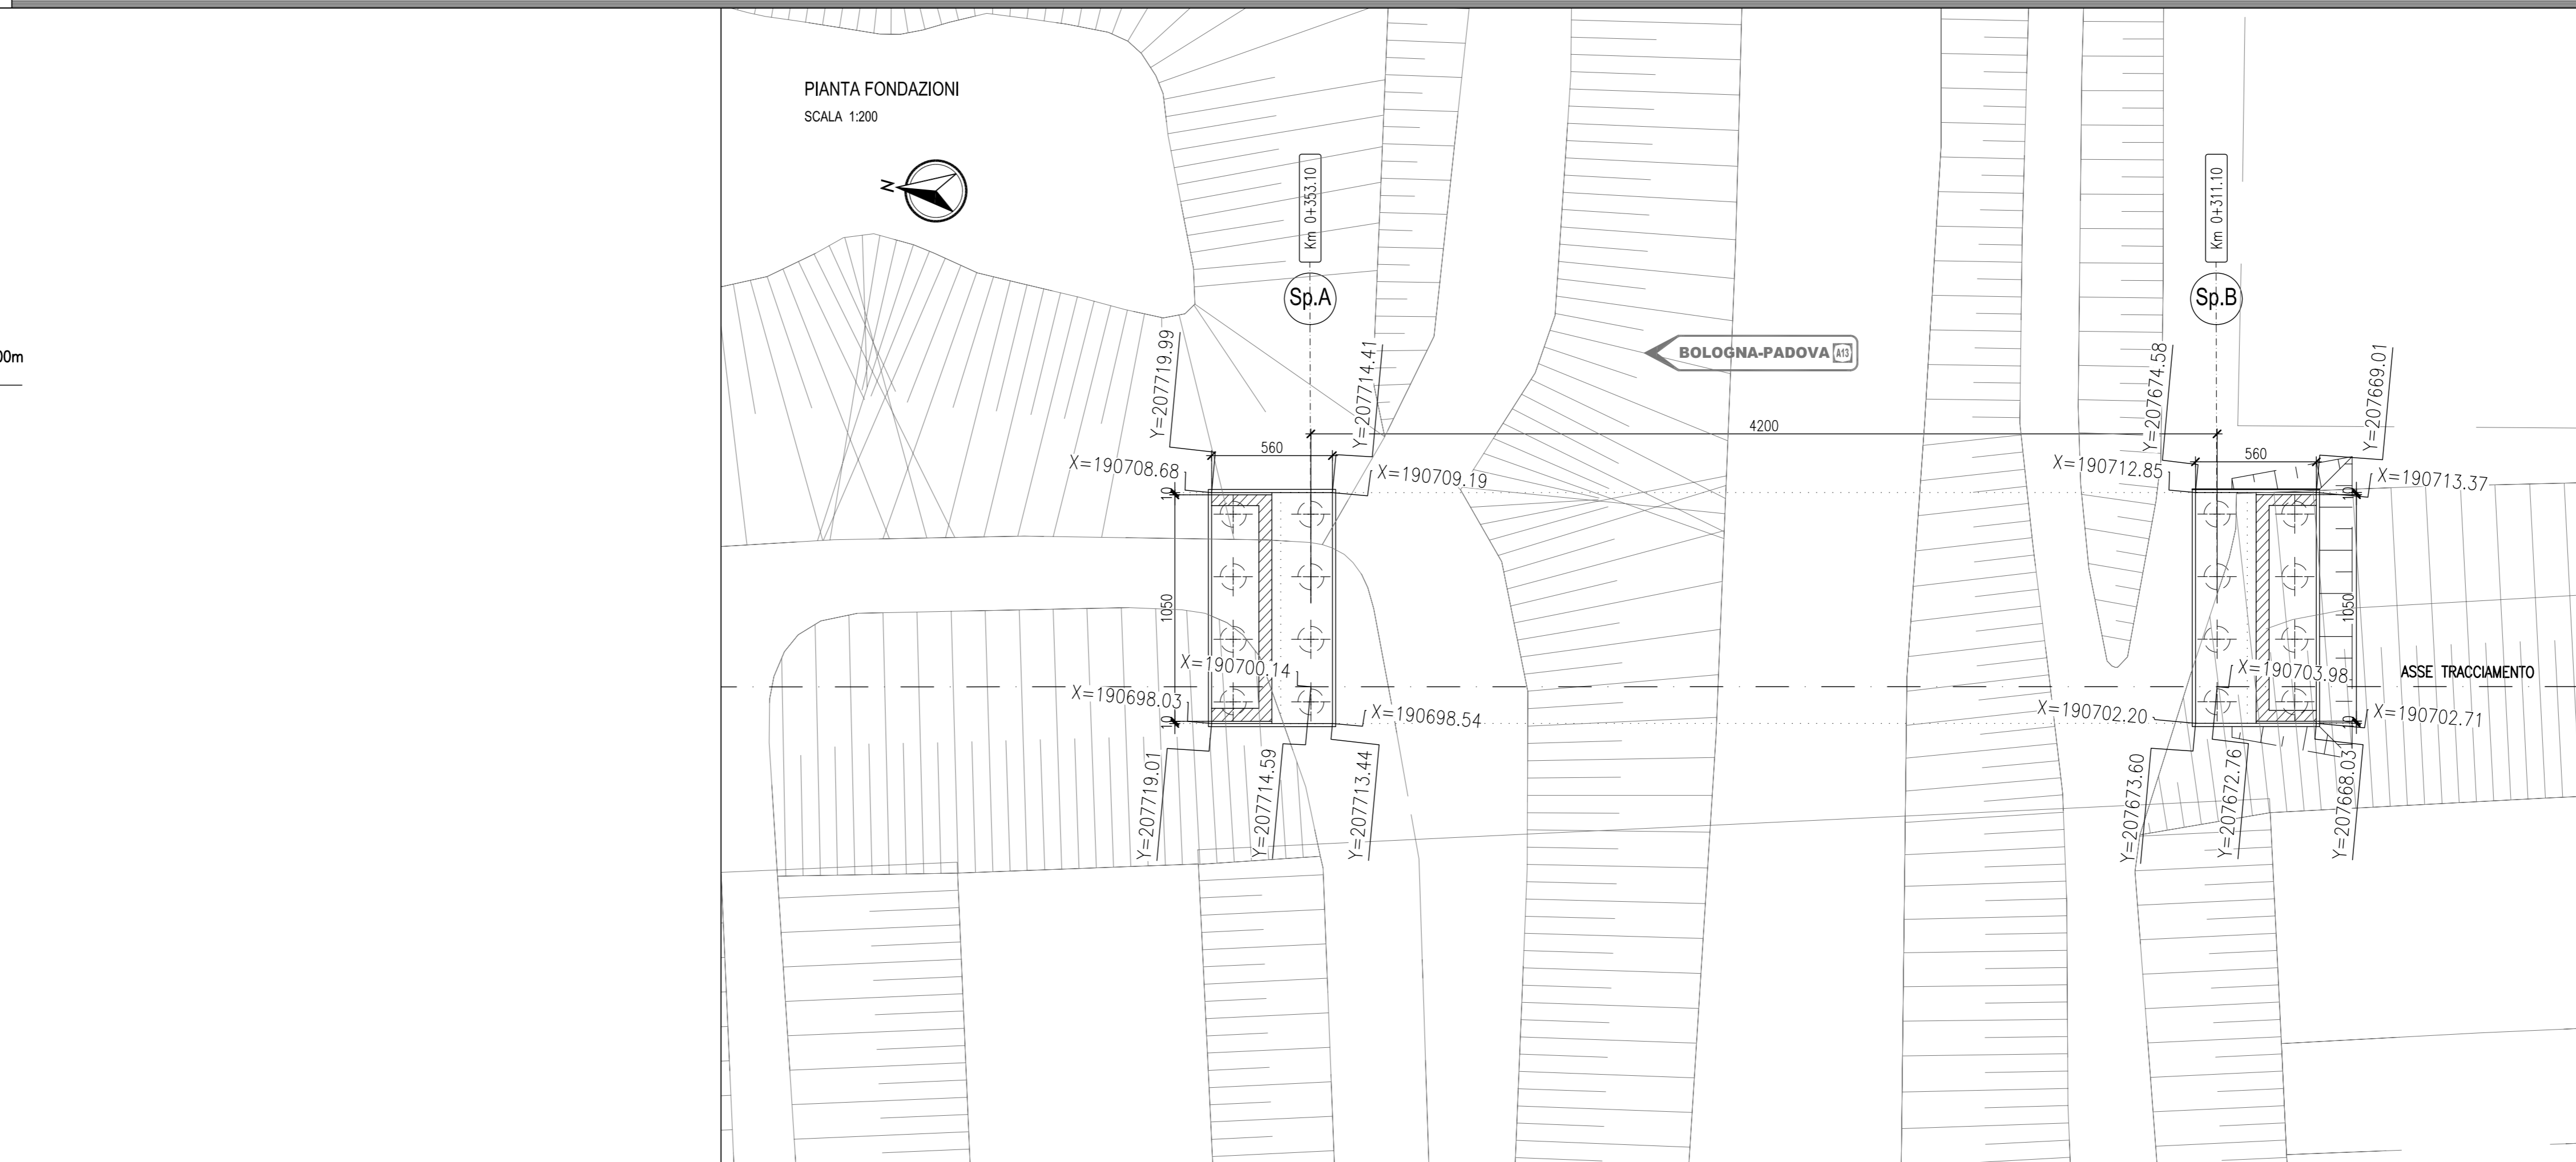 PIANTA FONDAZIONI
SCALA 1:200
N
00m
Km 0+353.10
Km 0+311.10
Sp.A
Sp.B
BOLOGNA-PADOVA A13
Y=207719.99
Y=207714.41
Y=207674.58
Y=207669.01
4200
560
560
X=190708.68
X=190709.19
X=190712.85
X=190713.37
10
10
1050
1050
X=190700.14
X=190703.98
ASSE TRACCIAMENTO
X=190698.03
X=190698.54
X=190702.20
X=190702.71
10
10
Y=207719.01
Y=207714.59
Y=207713.44
Y=207673.60
Y=207672.76
Y=207668.03